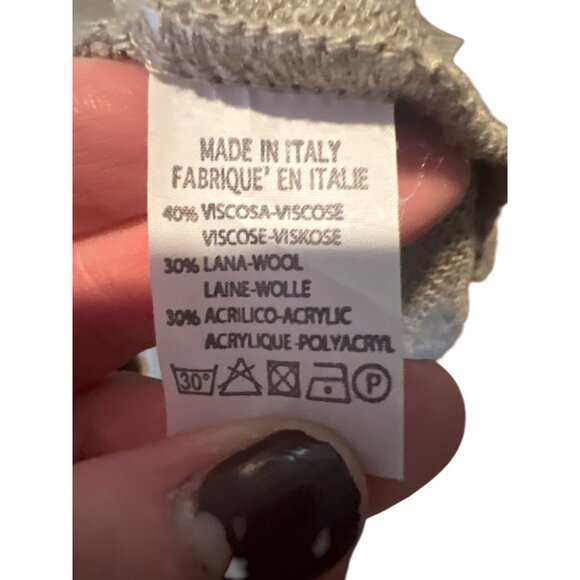 MADE IN ITALY
FABRIQUE' EN ITALIE
40% VISCOSA-VISCOSE
VISCOSE-VISKOSE
30% LANA-WOOL
LAINE-WOLLE
30% ACRILICO-ACRYLIC
ACRYLIQUE-POLYACRYL
30° P